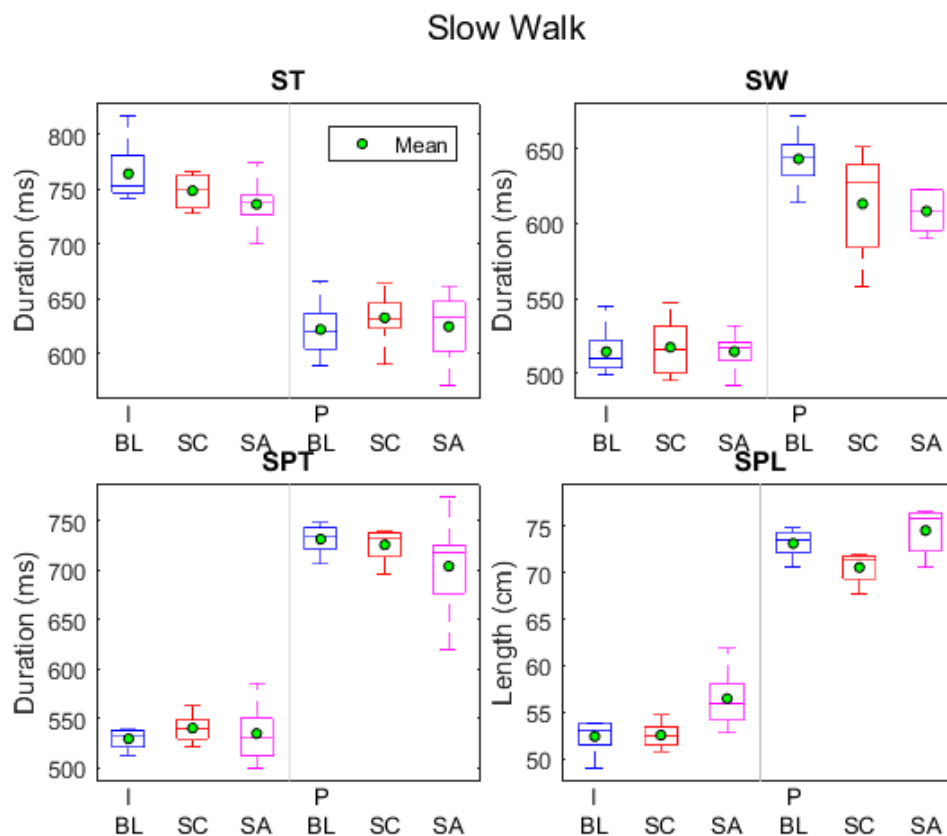 Slow Walk
ST
Duration (ms)
800
750
700
650
600
Mean
I P
BL SC SA BL SC SA
SW
Duration (ms)
650
600
550
500
I P
BL SC SA BL SC SA
SPT
Duration (ms)
750
700
650
600
550
500
I P
BL SC SA BL SC SA
SPL
Length (cm)
75
70
65
60
55
50
I P
BL SC SA BL SC SA